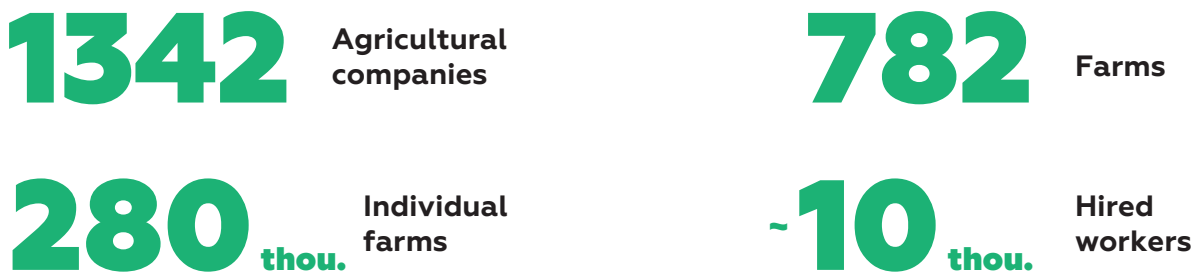 1342 Agricultural
companies
782 Farms
280 thou. Individual
farms
~10 thou. Hired
workers